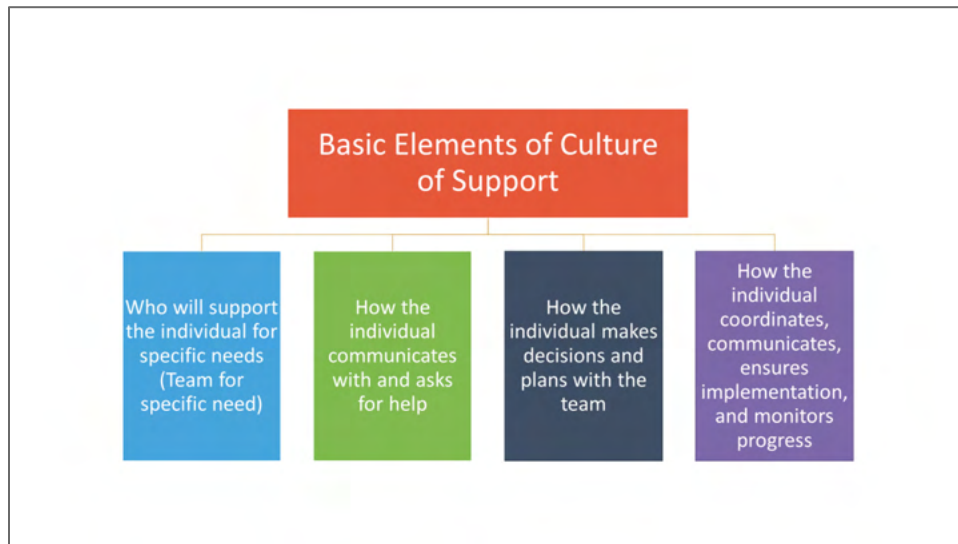 Basic Elements of Culture
of Support
Who will support
the individual for
specific needs
(Team for
specific need)
How the
individual
communicates
with and asks
for help
How the
individual makes
decisions and
plans with the
team
How the
individual
coordinates,
communicates,
ensures
implementation,
and monitors
progress